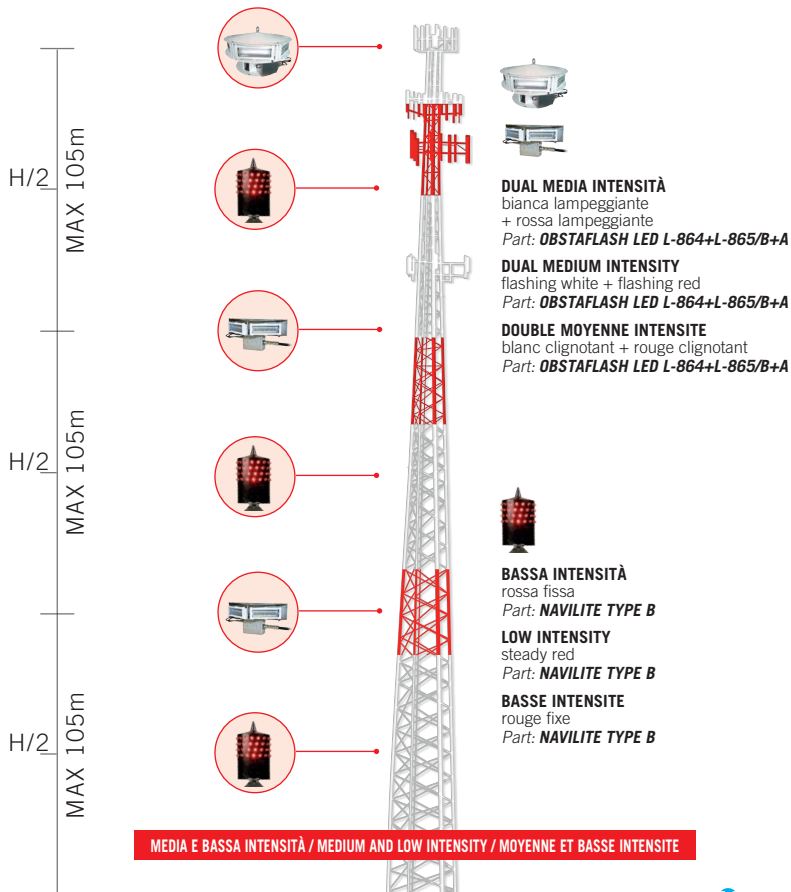 H/2
MAX 105m
H/2
MAX 105m
H/2
MAX 105m
DUAL MEDIA INTENSITÀ
bianca lampeggiante
+ rossa lampeggiante
Part: OBSTAFLASH LED L-864+L-865/B+A
DUAL MEDIUM INTENSITY
flashing white + flashing red
Part: OBSTAFLASH LED L-864+L-865/B+A
DOUBLE MOYENNE INTENSITE
blanc clignotant + rouge clignotant
Part: OBSTAFLASH LED L-864+L-865/B+A
BASSA INTENSITÀ
rossa fissa
Part: NAVILITE TYPE B
LOW INTENSITY
steady red
Part: NAVILITE TYPE B
BASSE INTENSITE
rouge fixe
Part: NAVILITE TYPE B
MEDIA E BASSA INTENSITÀ / MEDIUM AND LOW INTENSITY / MOYENNE ET BASSE INTENSITE